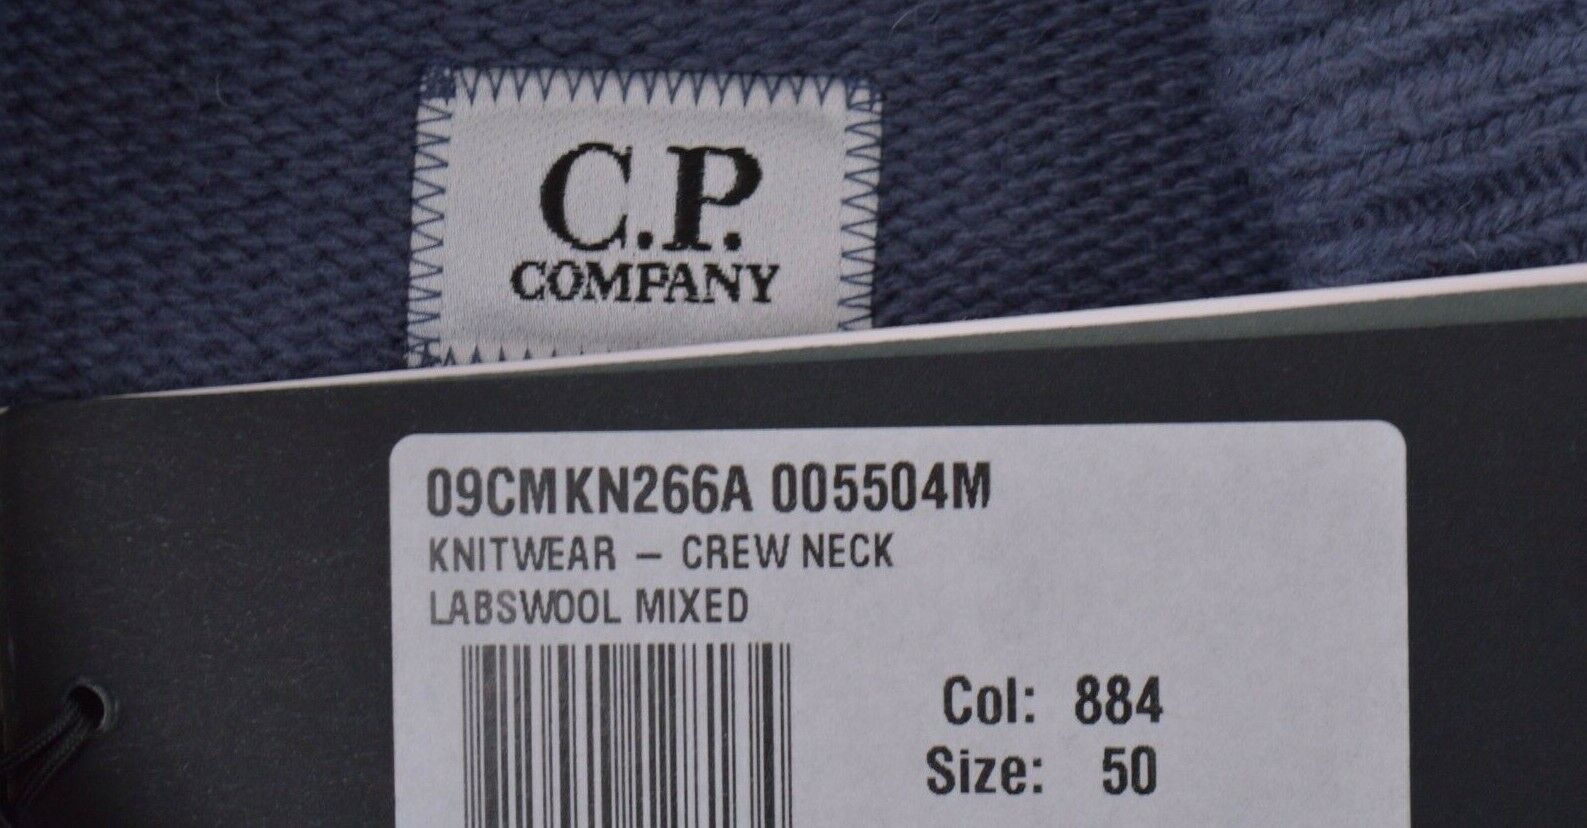 C.P.
COMPANY
09CMKN266A 005504M
KNITWEAR – CREW NECK
LABSWOOL MIXED
Col: 884
Size: 50